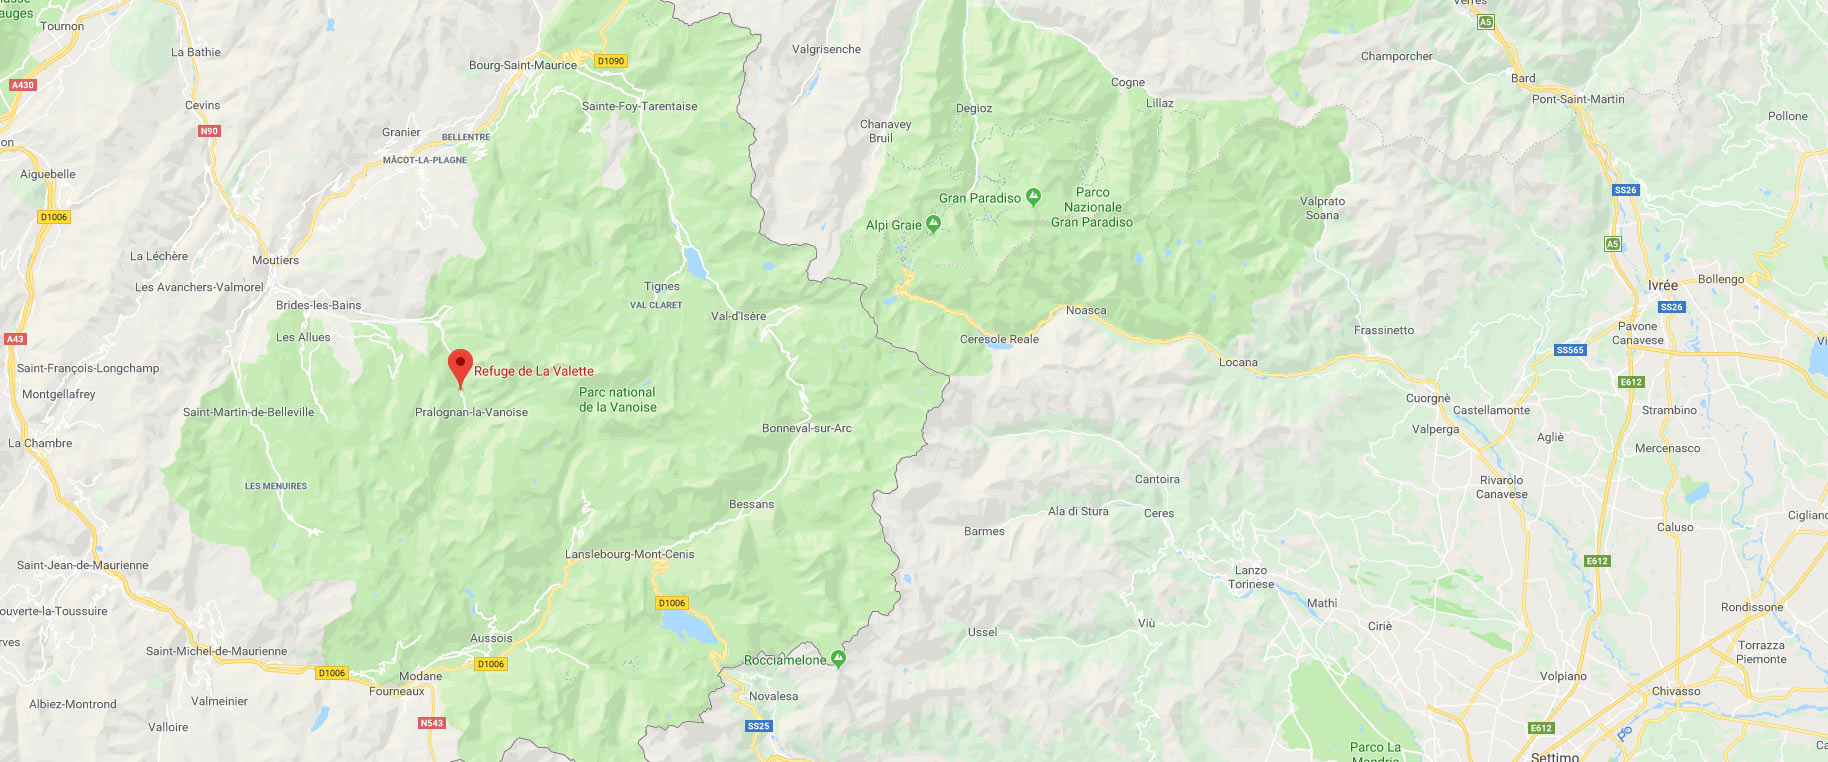 Tournon
La Bathie
A430
Cevins
N90
Aiguebelle
D1006
Bourg-Saint-Maurice
D1090
Sainte-Foy-Tarentaise
Granier
BELLENTRE
MÂCOT-LA-PLAGNE
Valgrisenche
Chanavey
Bruil
Degioz
Cogne
Lillaz
Champorcher
A5
Bard
Pont-Saint-Martin
Pollone
SS26
Gran Paradiso
Alpi Graie
Parco
Nazionale
Gran Paradiso
Valprato
Soana
A5
La Léchère
Moutiers
Les Avanchers-Valmorel
Brides-les-Bains
Les Allues
Tignes
VAL CLARET
Val-d'Isère
Noasca
Ceresole Reale
Locana
Frassinetto
Ivrée
Bollengo
SS26
Pavone
Canavese
SS565
E612
A43
Saint-François-Longchamp
Montgellafrey
Refuge de La Valette
Parc national
de la Vanoise
Saint-Martin-de-Belleville
Pralognan-la-Vanoise
Bonneval-sur-Arc
La Chambre
Cuorgnè
Castellamonte
Valperga
Agliè
Strambino
Mercenasco
LES MENUIRES
Bessans
Cantoira
Ala di Stura
Ceres
Barmes
Rivarolo
Canavese
Caluso
Cigliano
Lanslebourg-Mont-Cenis
Saint-Jean-de-Maurienne
Lanzo
Torinese
E612
D1006
Mathi
Ciriè
Rondissone
ouverte-la-Toussuire
Aussois
D1006
Saint-Michel-de-Maurienne
D1006
Modane
Fourneaux
Viù
Ussel
Rocciamelone
Novalesa
SS25
Torrazza
Piemonte
Volpiano
Chivasso
Albiez-Montrond
Valmeinier
Valloire
N543
E612
Po
Parco La
Mandria
Settimo